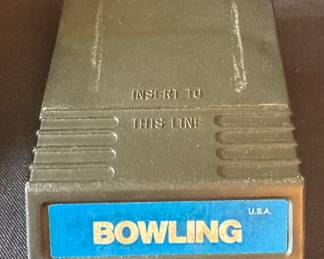 INSERT TO
THIS LINE
U.S.A.
BOWLING